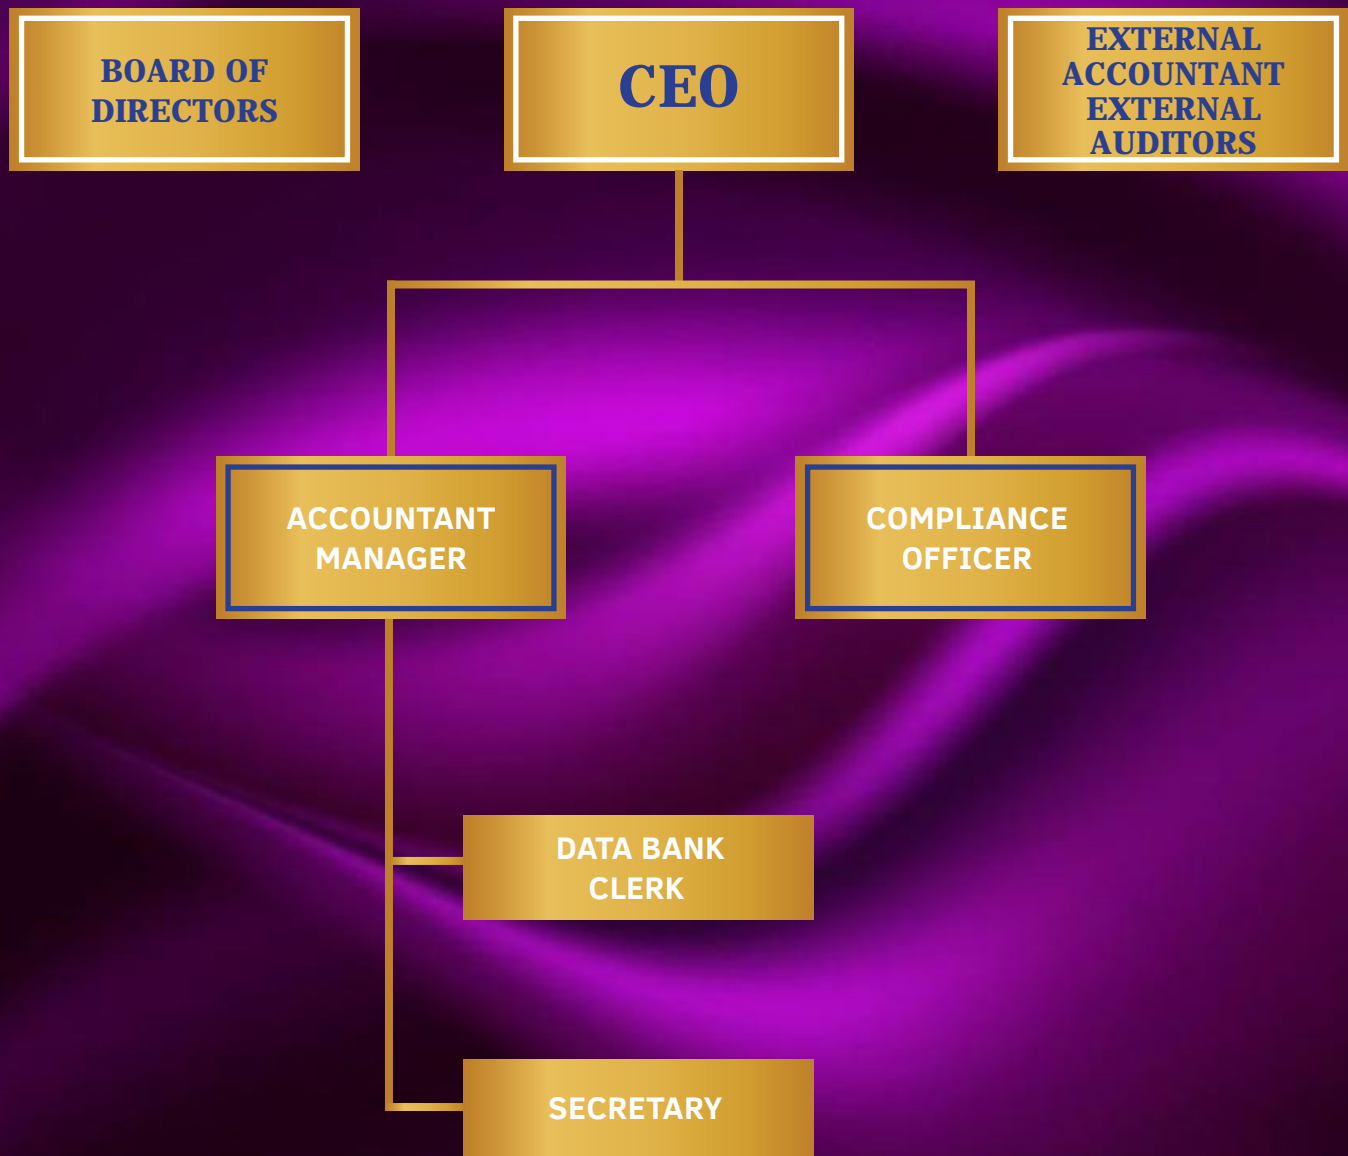 BOARD OF
DIRECTORS
CEO
EXTERNAL
ACCOUNTANT
EXTERNAL
AUDITORS
ACCOUNTANT
MANAGER
COMPLIANCE
OFFICER
DATA BANK
CLERK
SECRETARY